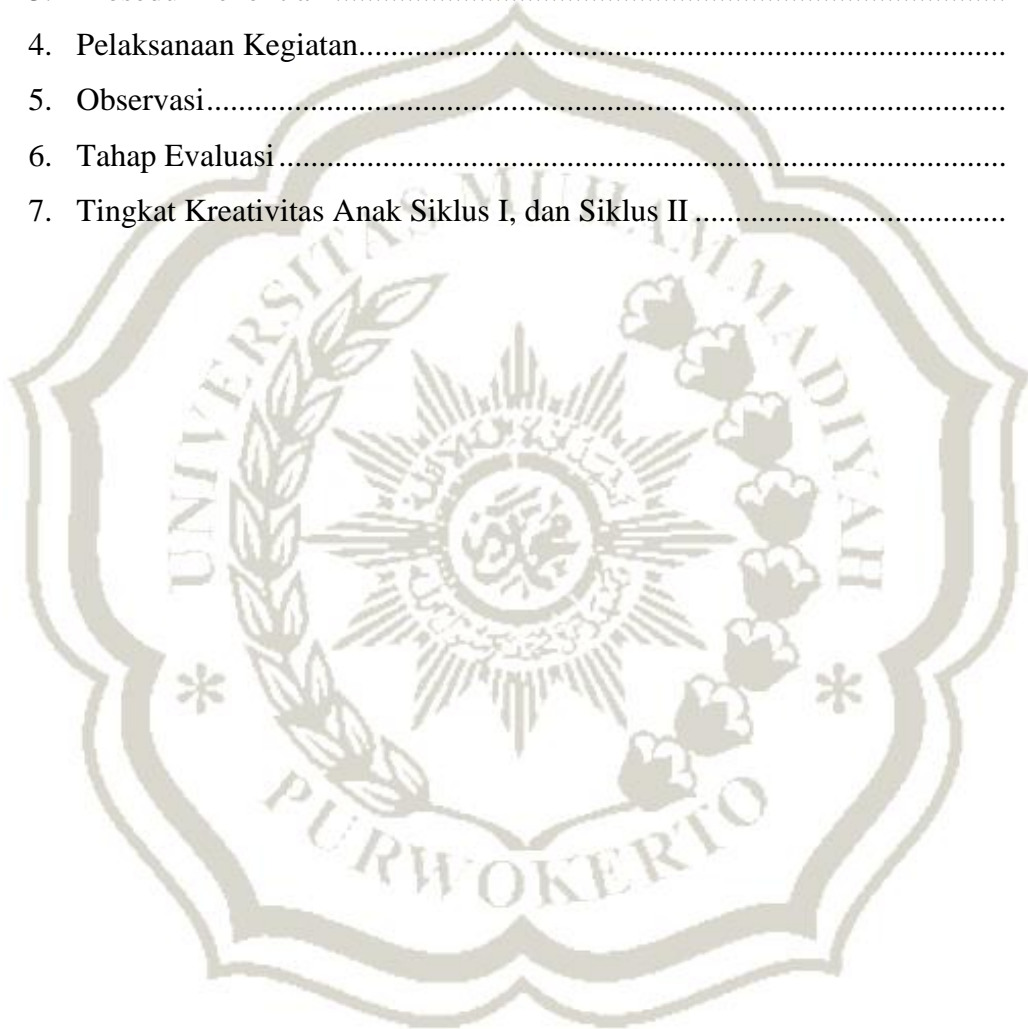 4. Pelaksanaan Kegiatan...........................................................................
5. Observasi...........................................................................
6. Tahap Evaluasi...........................................................................
7. Tingkat Kreativitas Anak Siklus I, dan Siklus II.......................................
UNIVERSITAS MUHAMMADIYAH
* *
PURWOKERTO